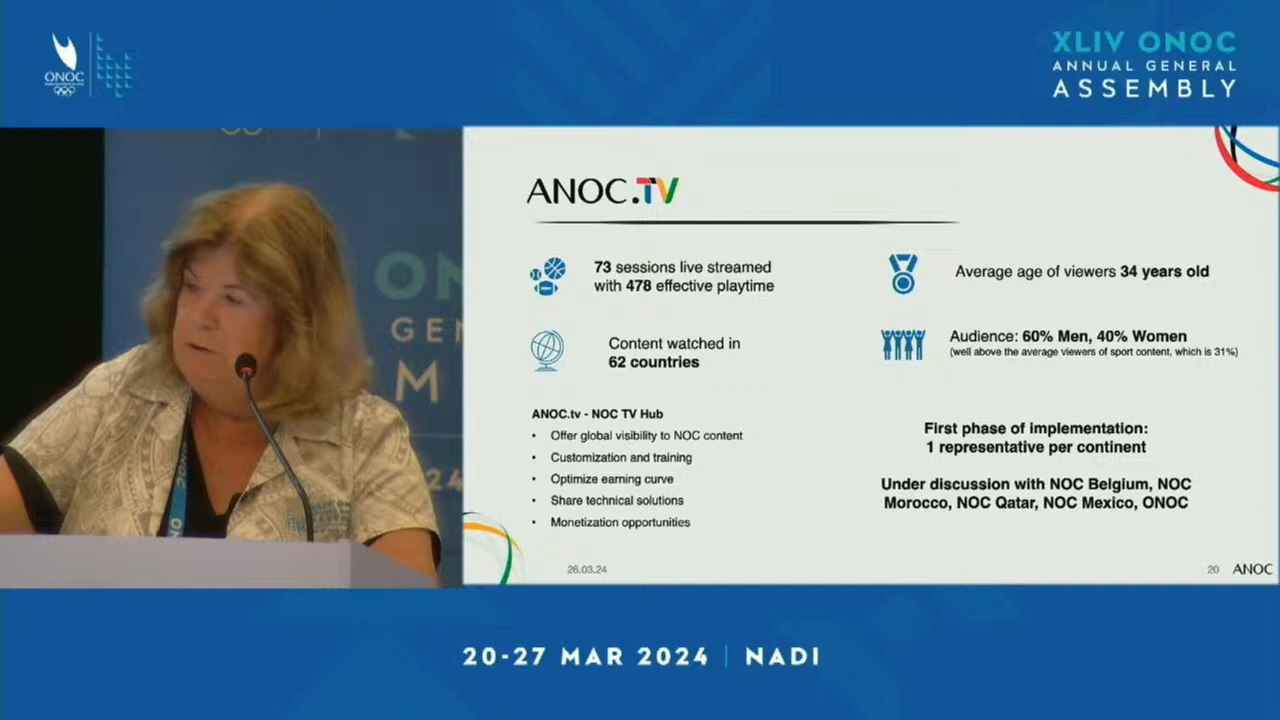 ONOC
XLIV ONOC
ANNUAL GENERAL
ASSEMBLY
ON
GEN
M
24
ON
ANOC.TV
73 sessions live streamed
with 478 effective playtime
Average age of viewers 34 years old
Content watched in
62 countries
Audience: 60% Men, 40% Women
(well above the average viewers of sport content, which is 31%)
ANOC.tv - NOC TV Hub
• Offer global visibility to NOC content
• Customization and training
• Optimize earning curve
• Share technical solutions
• Monetization opportunities
First phase of implementation:
1 representative per continent
Under discussion with NOC Belgium, NOC
Morocco, NOC Qatar, NOC Mexico, ONOC
26.03.24
20 ANOC
20-27 MAR 2024 | NADI